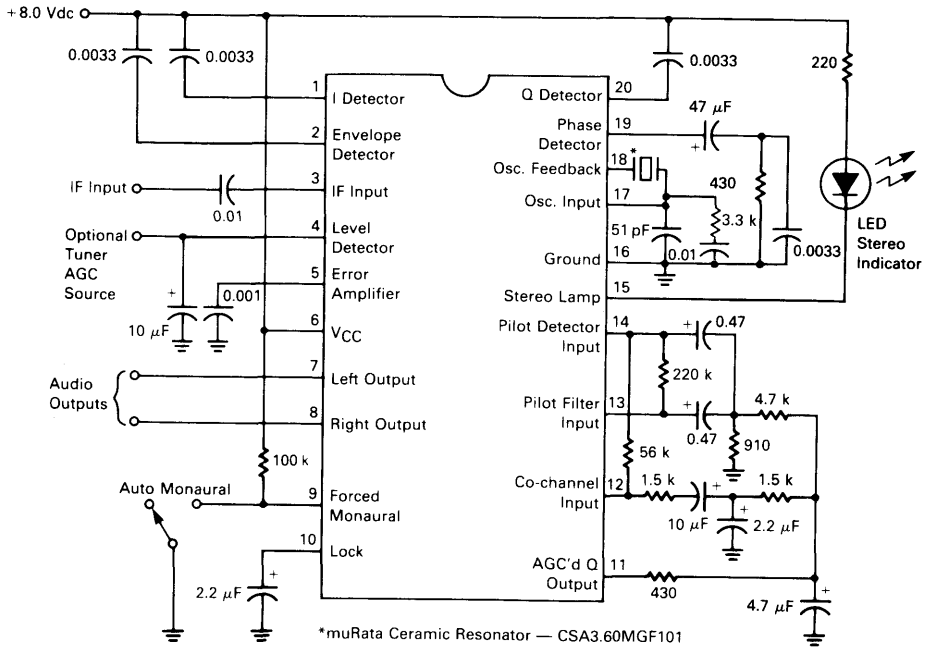 +8.0 Vdc
0.0033
0.0033
0.0033
220
1
I Detector
2
Envelope
Detector
IF Input
0.01
3
IF Input
Optional
Tuner
AGC
Source
4
Level
Detector
5
Error
Amplifier
+
10 μF
0.001
6
VCC
Audio
Outputs
7
Left Output
8
Right Output
100 k
Auto Monaural
9
Forced
Monaural
10
Lock
2.2 μF
+
20
Q Detector
19
Phase
Detector
47 μF
+
18
Osc. Feedback
*
17
Osc. Input
430
3.3 k
51 pF
0.01
0.0033
16
Ground
LED
Stereo
Indicator
15
Stereo Lamp
14
Pilot Detector
Input
+
0.47
220 k
13
Pilot Filter
Input
+
0.47
4.7 k
910
56 k
12
Co-channel
Input
1.5 k
+
10 μF
1.5 k
+
2.2 μF
11
AGC'd Q
Output
430
+
4.7 μF
*muRata Ceramic Resonator — CSA3.60MGF101